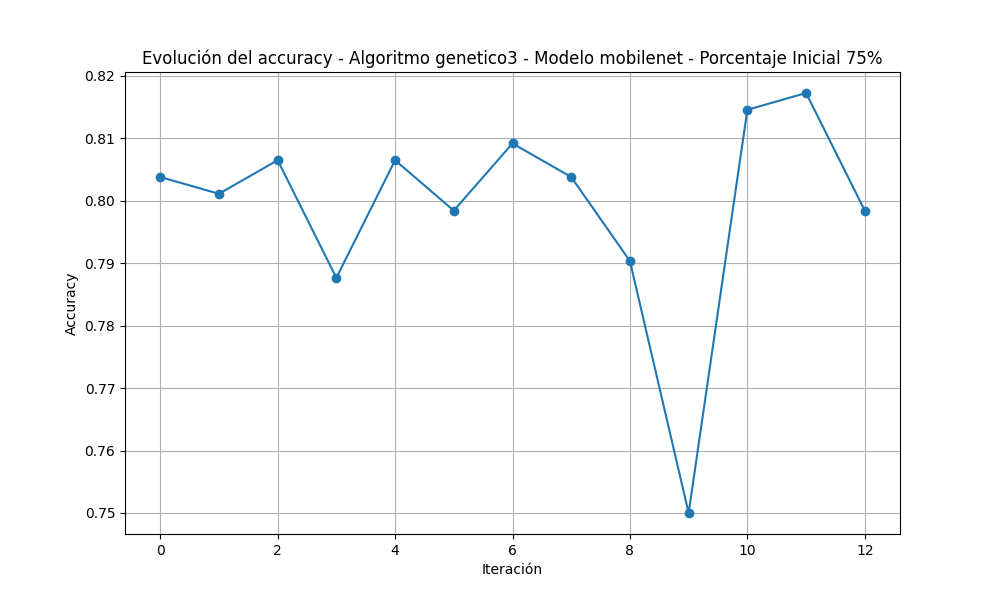 Evolución del accuracy - Algoritmo genetico3 - Modelo mobilenet - Porcentaje Inicial 75%
0.82
0.81
0.80
0.79
0.78
0.77
0.76
0.75
Accuracy
0 2 4 6 8 10 12
Iteración